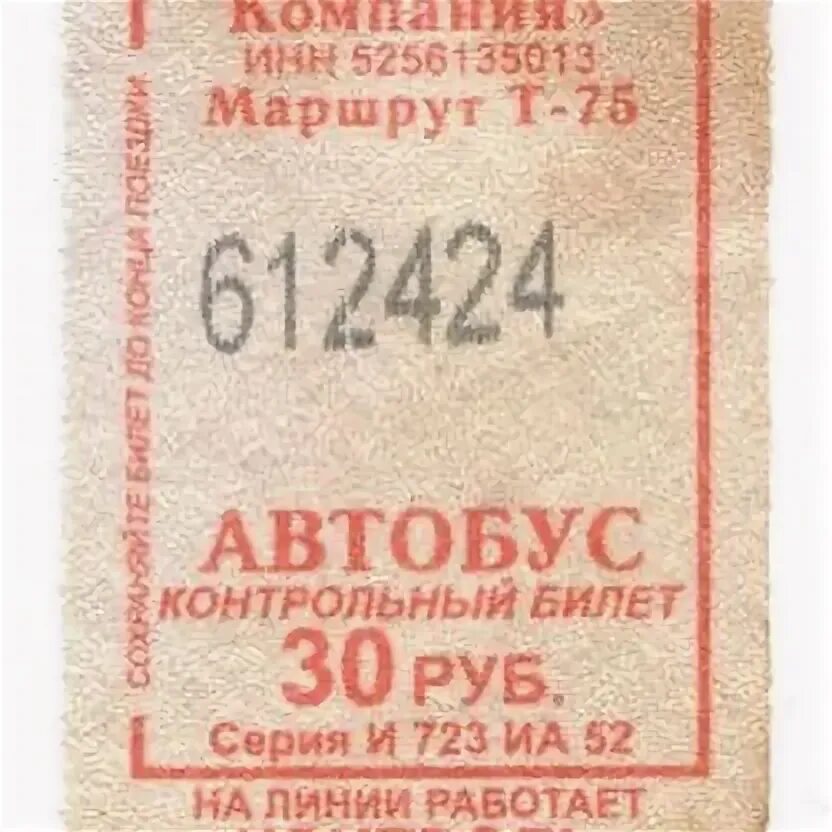 Компания»
ИНН 5256135013
Маршрут Т-75
612424
СОХРАНЯЙТЕ БИЛЕТ ДО КОНЦА ПОЕЗДКИ
АВТОБУС
КОНТРОЛЬНЫЙ БИЛЕТ
30 РУБ.
Серия И 723 ИА 52
НА ЛИНИИ РАБОТАЕТ